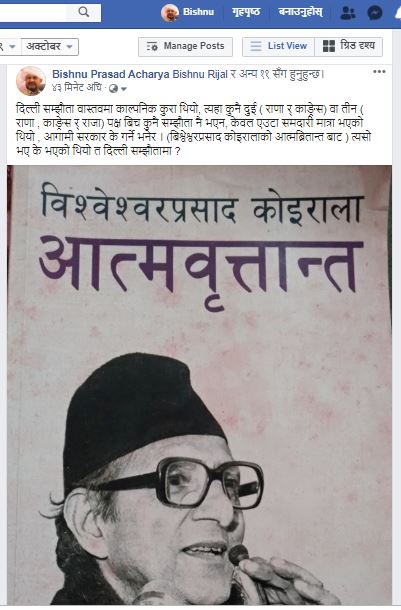 Bishnu गृहपृष्ठ बनाउनुहोस्
अक्टोबर Manage Posts List View ग्रिड दृश्य
Bishnu Prasad Acharya Bishnu Rijal र अन्य ११ सँग हुनुहुन्छ।
४३ मिनेट अघि ·
दिल्ली सम्झौता वास्तवमा काल्पनिक कुरा थियो, त्यहा कुनै दुई ( राणा र् काङ्रेन्स) वा तीन (
राणा , काङ्रेन्स र् राजा) पक्ष बिच कुनै सम्झौता नै भएन, केवल एउटा समदारी मात्रा भएको
थियो , आगामी सरकार के गर्ने भनेर । (बिश्वेश्वरप्रसाद कोइरालाको आत्मब्रितान्त बाट ) त्यसो
भए के भएको थियो त दिल्ली सम्झौतामा ?
विश्वेश्वरप्रसाद कोइराला
आत्मवृत्तान्त